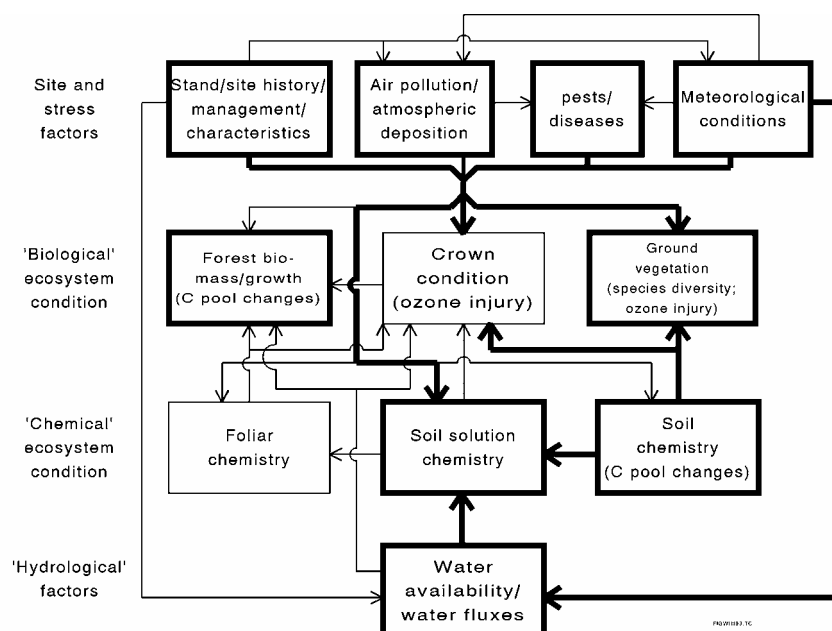 Site and
stress
factors
Stand/site history/
management/
characteristics
Air pollution/
atmospheric
deposition
pests/
diseases
Meteorological
conditions
'Biological'
ecosystem
condition
Forest bio-
mass/growth
(C pool changes)
Crown
condition
(ozone injury)
Ground
vegetation
(species diversity;
ozone injury)
'Chemical'
ecosystem
condition
Foliar
chemistry
Soil solution
chemistry
Soil
chemistry
(C pool changes)
'Hydrological'
factors
Water
availability/
water fluxes